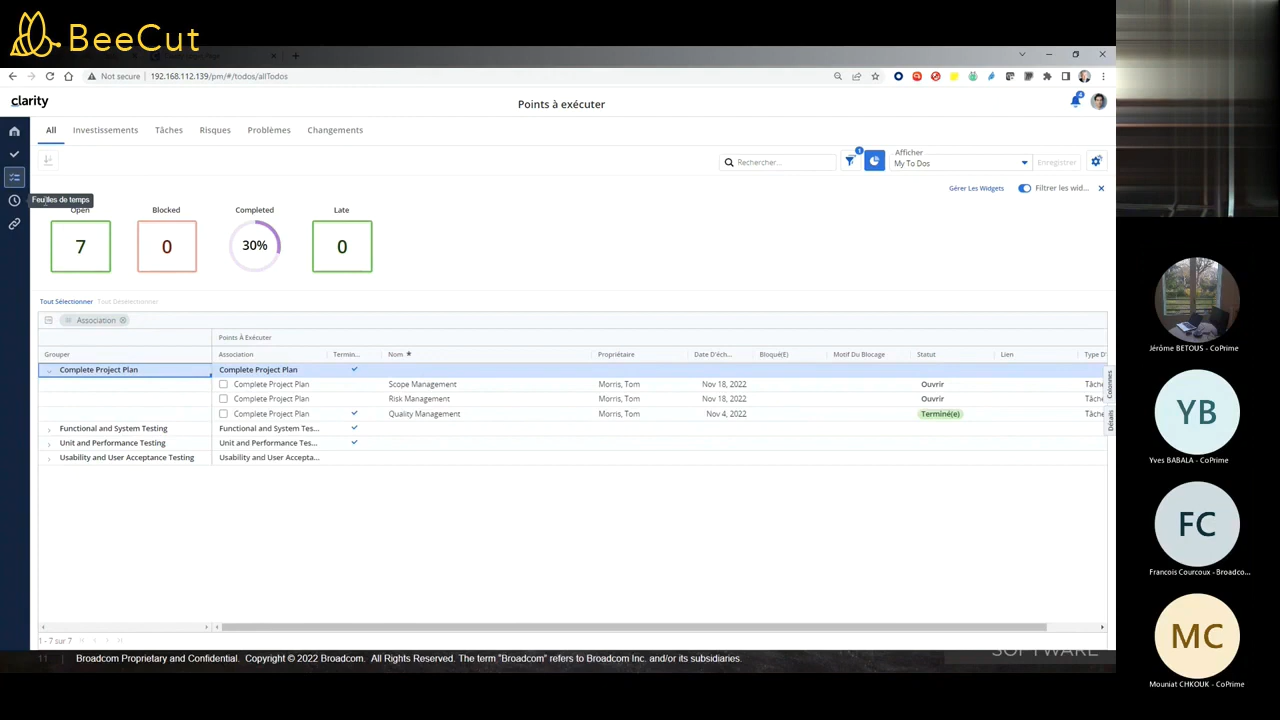 BeeCut
Not secure 192.168.112.139/pm/#/todos/allTodos
clarity
Points à exécuter
4
All Investissements Tâches Risques Problèmes Changements
Rechercher...
1
Afficher
My To Dos
Enregistrer
Gérer Les Widgets
Filtrer les wid...
Feuilles de temps
Open Blocked Completed Late
7 0 30% 0
Tout Sélectionner Tout Désélectionner
Association
Points À Exécuter
Grouper Association Termin... Nom Propriétaire Date D'éch... Bloqué(E) Motif Du Blocage Statut Lien Type D'
Complete Project Plan Complete Project Plan
Complete Project Plan Scope Management Morris, Tom Nov 18, 2022 Ouvrir Tâche
Complete Project Plan Risk Management Morris, Tom Nov 18, 2022 Ouvrir Tâche
Complete Project Plan Quality Management Morris, Tom Nov 4, 2022 Terminé(e) Tâche
Functional and System Testing Functional and System Tes...
Unit and Performance Testing Unit and Performance Tes...
Usability and User Acceptance Testing Usability and User Accepta...
Colonnes
Détails
1 - 7 sur 7
11 | Broadcom Proprietary and Confidential. Copyright © 2022 Broadcom. All Rights Reserved. The term "Broadcom" refers to Broadcom Inc. and/or its subsidiaries.
SOFTWARE
Jérôme BETOUS - CoPrime
YB
Yves BABALA - CoPrime
FC
Francois Courcoux - Broadco...
MC
Mouniat CHKOUK - CoPrime